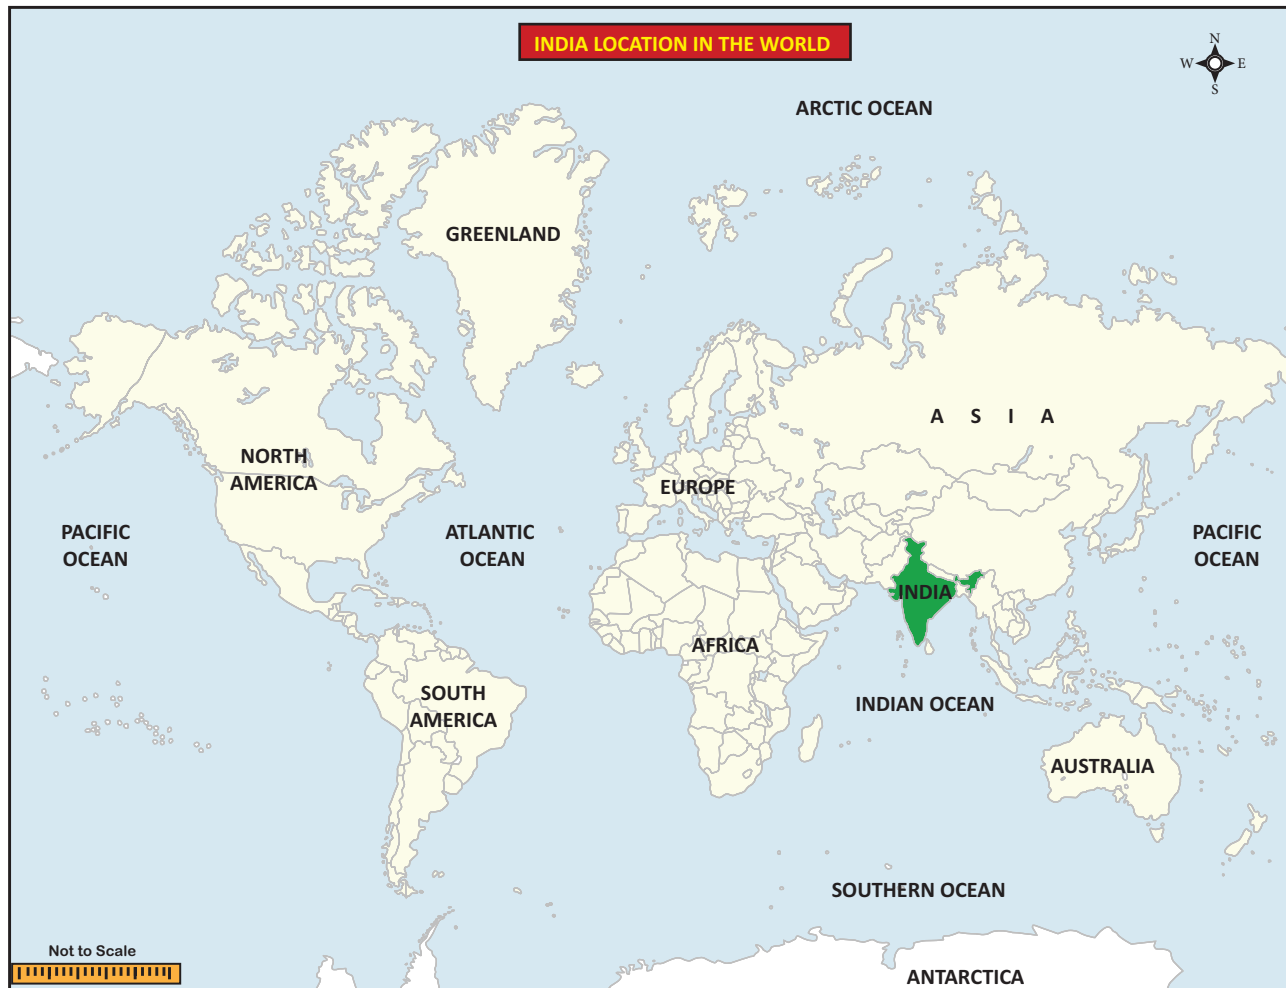 INDIA LOCATION IN THE WORLD
N
W
E
S
ARCTIC OCEAN
GREENLAND
A S I A
NORTH
AMERICA
EUROPE
PACIFIC
OCEAN
ATLANTIC
OCEAN
PACIFIC
OCEAN
INDIA
AFRICA
SOUTH
AMERICA
INDIAN OCEAN
AUSTRALIA
SOUTHERN OCEAN
Not to Scale
ANTARCTICA